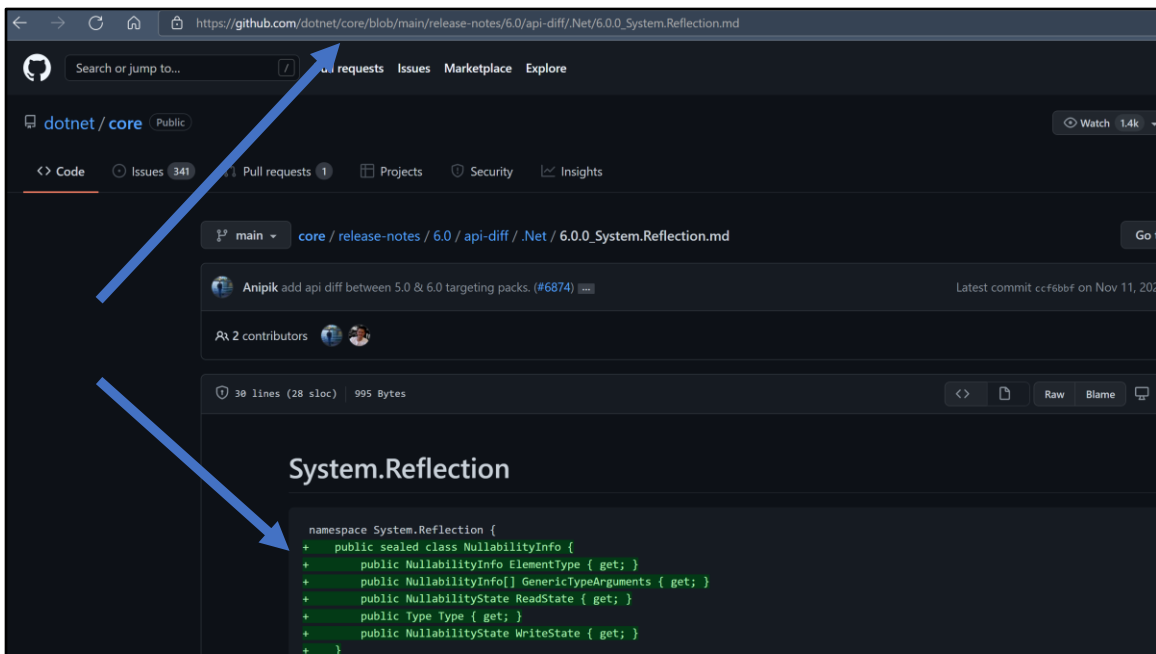 https://github.com/dotnet/core/blob/main/release-notes/6.0/api-diff/.Net/6.0.0_System.Reflection.md
Search or jump to... / requests Issues Marketplace Explore
dotnet / core Public Watch 1.4k
<> Code Issues 341 Pull requests 1 Projects Security Insights
main core / release-notes / 6.0 / api-diff / .Net / 6.0.0_System.Reflection.md Go
Anipik add api diff between 5.0 & 6.0 targeting packs. (#6874) ... Latest commit ccf6bbf on Nov 11,
2 contributors
30 lines (28 sloc) 995 Bytes <> Raw Blame
System.Reflection
namespace System.Reflection {
+ public sealed class NullabilityInfo {
+ public NullabilityInfo ElementType { get; }
+ public NullabilityInfo[] GenericTypeArguments { get; }
+ public NullabilityState ReadState { get; }
+ public Type Type { get; }
+ public NullabilityState WriteState { get; }
+ }